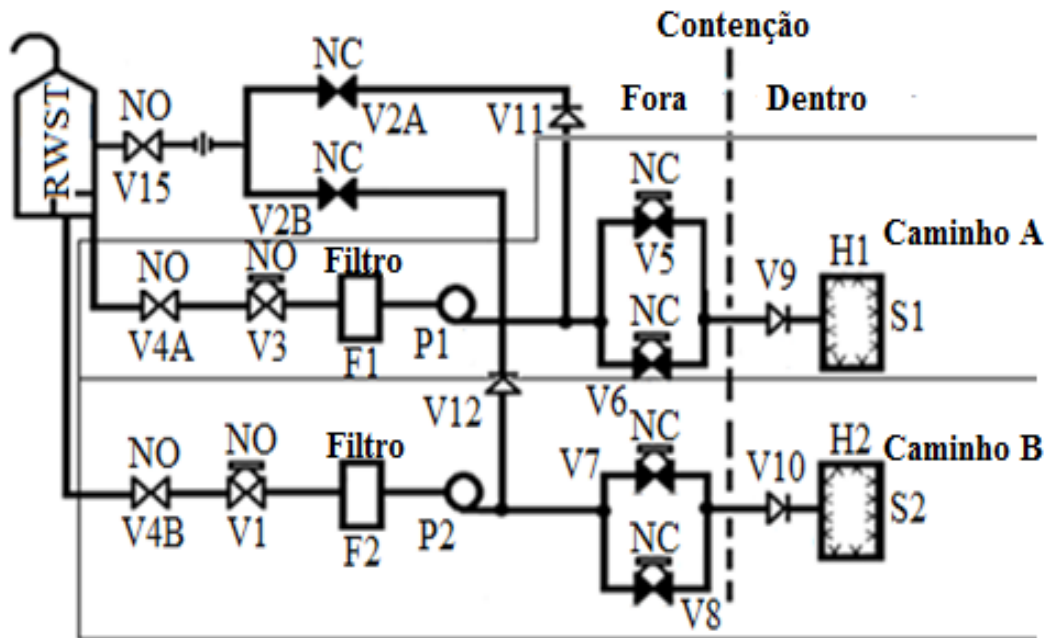 Contenção
Fora
Dentro
NC
V2A
V11
NO
V15
RWST
NC
V2B
NC
V5
Caminho A
H1
V9
S1
NO
V4A
NO
V3
Filtro
F1
P1
NC
V6
V12
NO
V4B
NO
V1
Filtro
F2
P2
V7
NC
NC
V8
V10
H2
S2
Caminho B